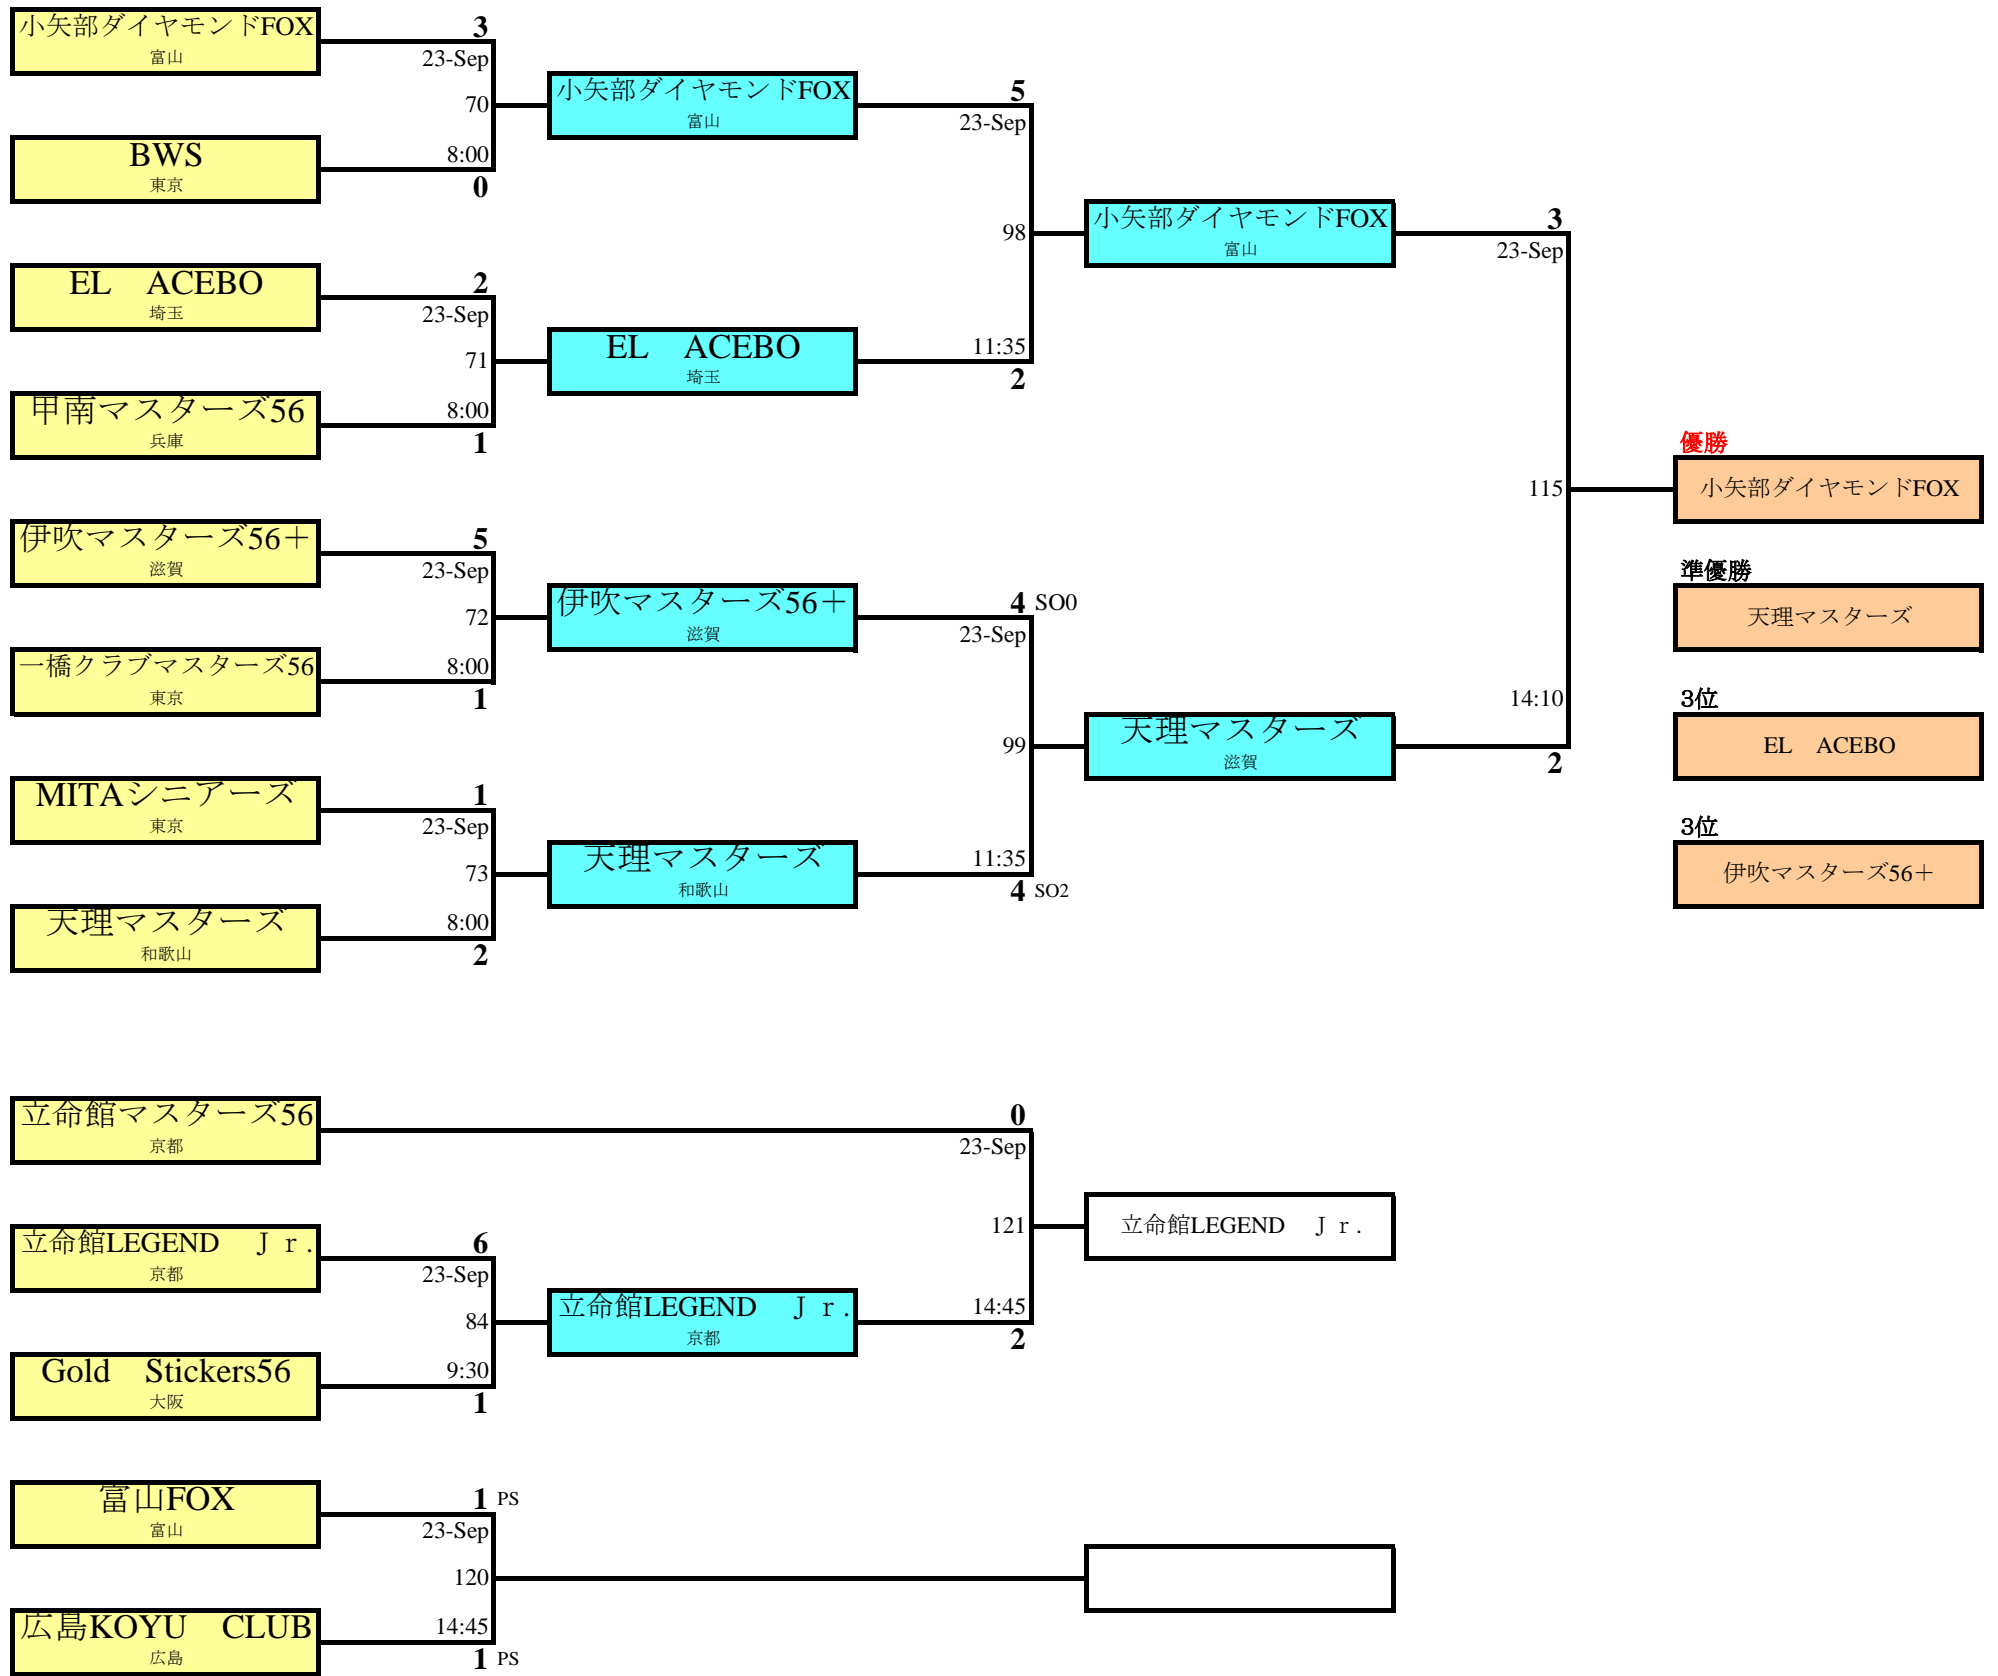 小矢部ダイヤモンドFOX
富山
3
23-Sep
70
8:00
0
BWS
東京
EL　ACEBO
埼玉
2
23-Sep
71
8:00
1
甲南マスターズ56
兵庫
伊吹マスターズ56＋
滋賀
5
23-Sep
72
8:00
1
一橋クラブマスターズ56
東京
MITAシニアーズ
東京
1
23-Sep
73
8:00
2
天理マスターズ
和歌山
小矢部ダイヤモンドFOX
富山
5
23-Sep
98
11:35
2
EL　ACEBO
埼玉
伊吹マスターズ56＋
滋賀
4 SO0
23-Sep
99
11:35
4 SO2
天理マスターズ
和歌山
小矢部ダイヤモンドFOX
富山
3
23-Sep
115
14:10
2
天理マスターズ
滋賀
優勝
小矢部ダイヤモンドFOX
準優勝
天理マスターズ
3位
EL　ACEBO
3位
伊吹マスターズ56＋
立命館マスターズ56
京都
0
23-Sep
121
14:45
2
立命館LEGEND　Ｊｒ.
京都
6
23-Sep
84
9:30
1
Gold　Stickers56
大阪
立命館LEGEND　Ｊｒ.
京都
立命館LEGEND　Ｊｒ.
富山FOX
富山
1 PS
23-Sep
120
14:45
1 PS
広島KOYU　CLUB
広島